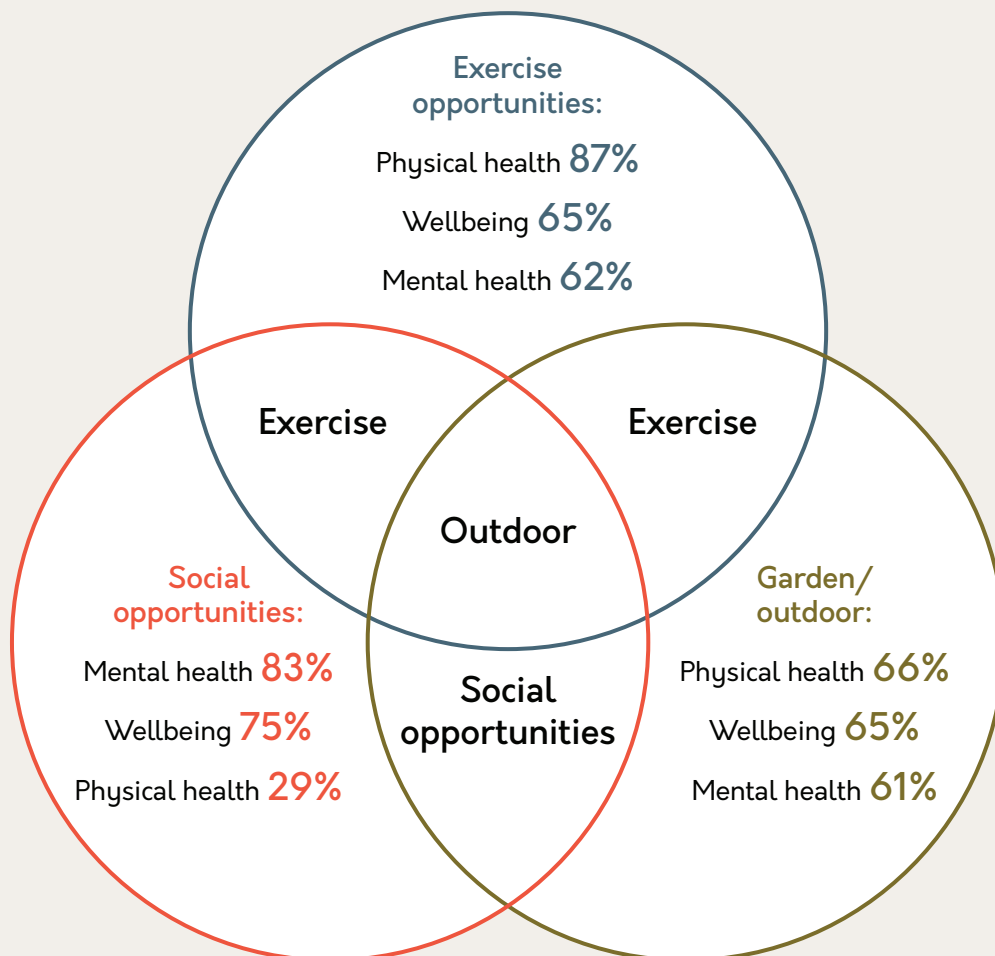 Exercise
opportunities:
Physical health 87%
Wellbeing 65%
Mental health 62%
Exercise
Exercise
Outdoor
Social
opportunities:
Mental health 83%
Wellbeing 75%
Physical health 29%
Social
opportunities
Garden/
outdoor:
Physical health 66%
Wellbeing 65%
Mental health 61%